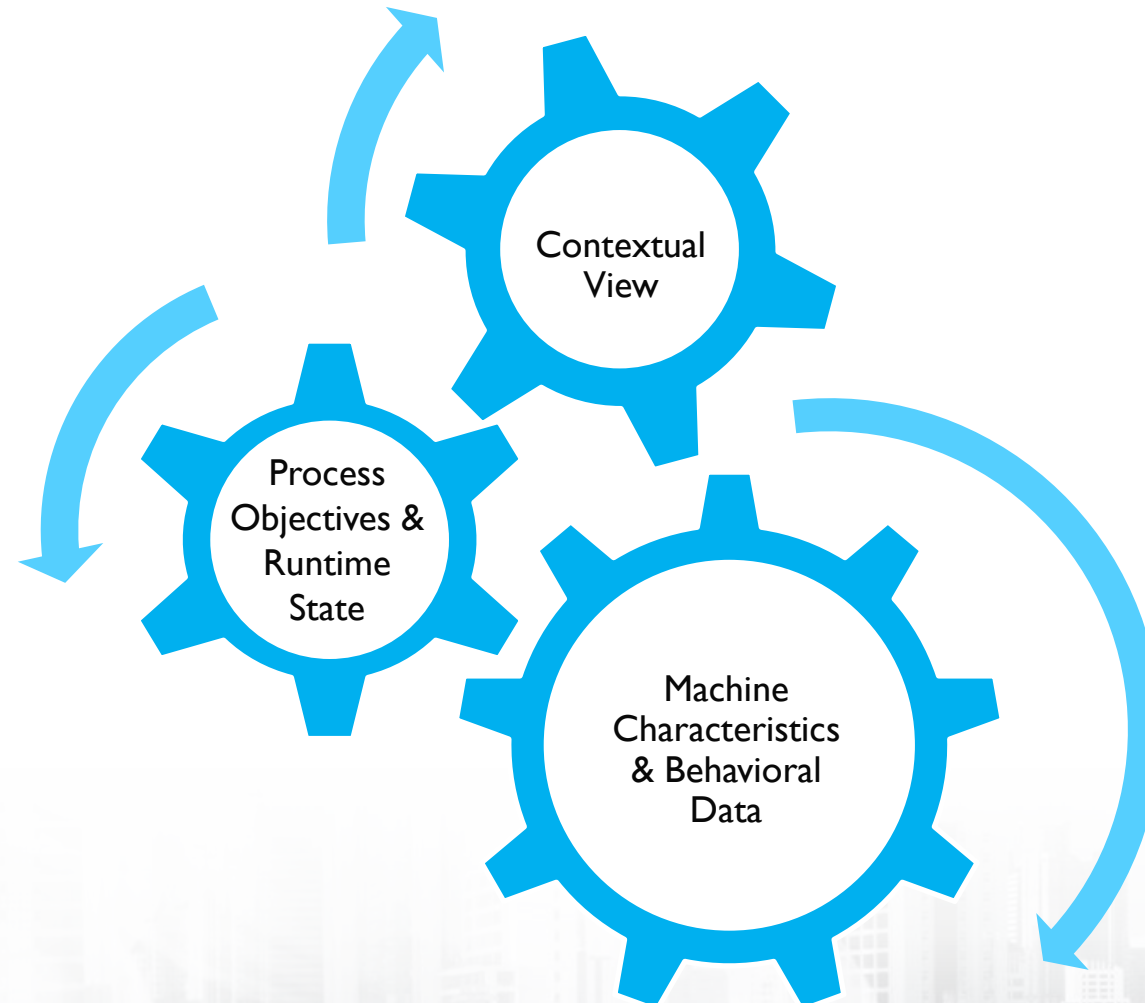 Contextual
View
Process
Objectives &
Runtime
State
Machine
Characteristics
& Behavioral
Data